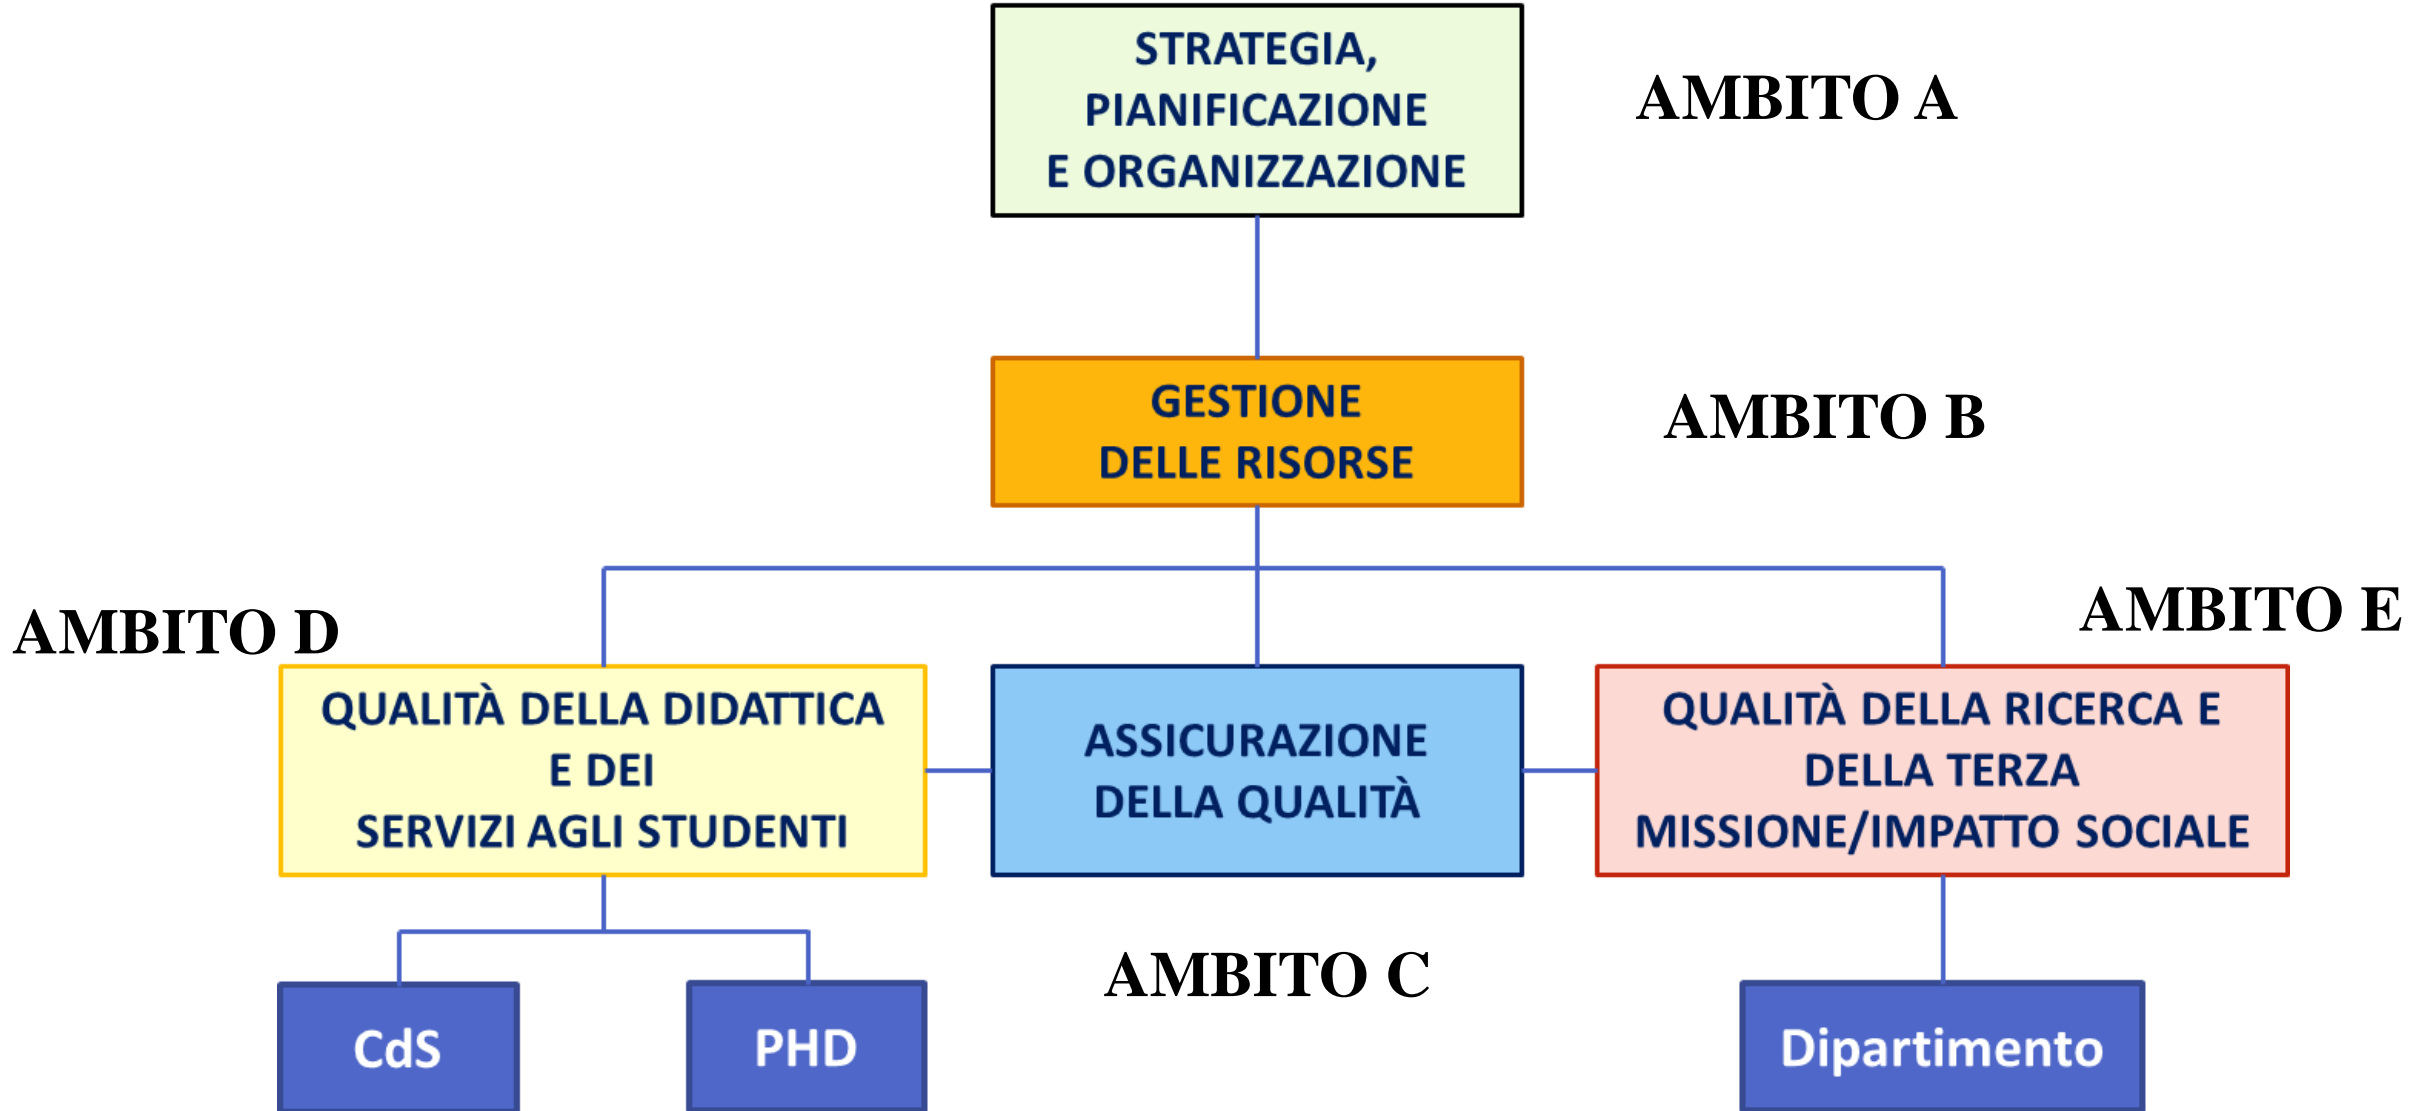 STRATEGIA,
PIANIFICAZIONE
E ORGANIZZAZIONE
AMBITO A
GESTIONE
DELLE RISORSE
AMBITO B
AMBITO D
AMBITO E
QUALITÀ DELLA DIDATTICA
E DEI
SERVIZI AGLI STUDENTI
ASSICURAZIONE
DELLA QUALITÀ
QUALITÀ DELLA RICERCA E
DELLA TERZA
MISSIONE/IMPATTO SOCIALE
AMBITO C
CdS
PHD
Dipartimento